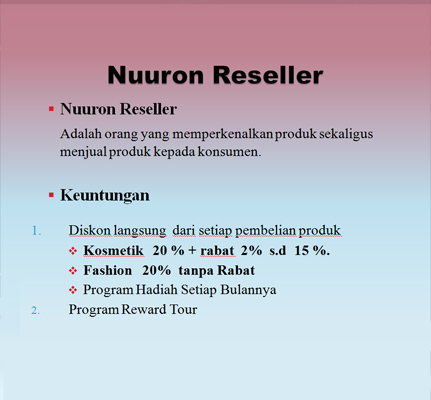 Nuuron Reseller
Nuuron Reseller
Adalah orang yang memperkenalkan produk sekaligus
menjual produk kepada konsumen.
Keuntungan
1. Diskon langsung dari setiap pembelian produk
Kosmetik 20 % + rabat 2% s.d 15 %.
Fashion 20% tanpa Rabat
Program Hadiah Setiap Bulannya
2. Program Reward Tour